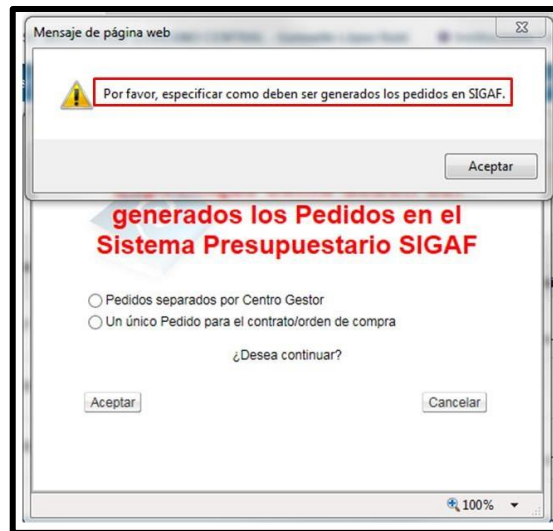 Mensaje de página web
Por favor, especificar como deben ser generados los pedidos en SIGAF.
Aceptar
generados los Pedidos en el
Sistema Presupuestario SIGAF
Pedidos separados por Centro Gestor
Un único Pedido para el contrato/orden de compra
¿Desea continuar?
Aceptar
Cancelar
100%